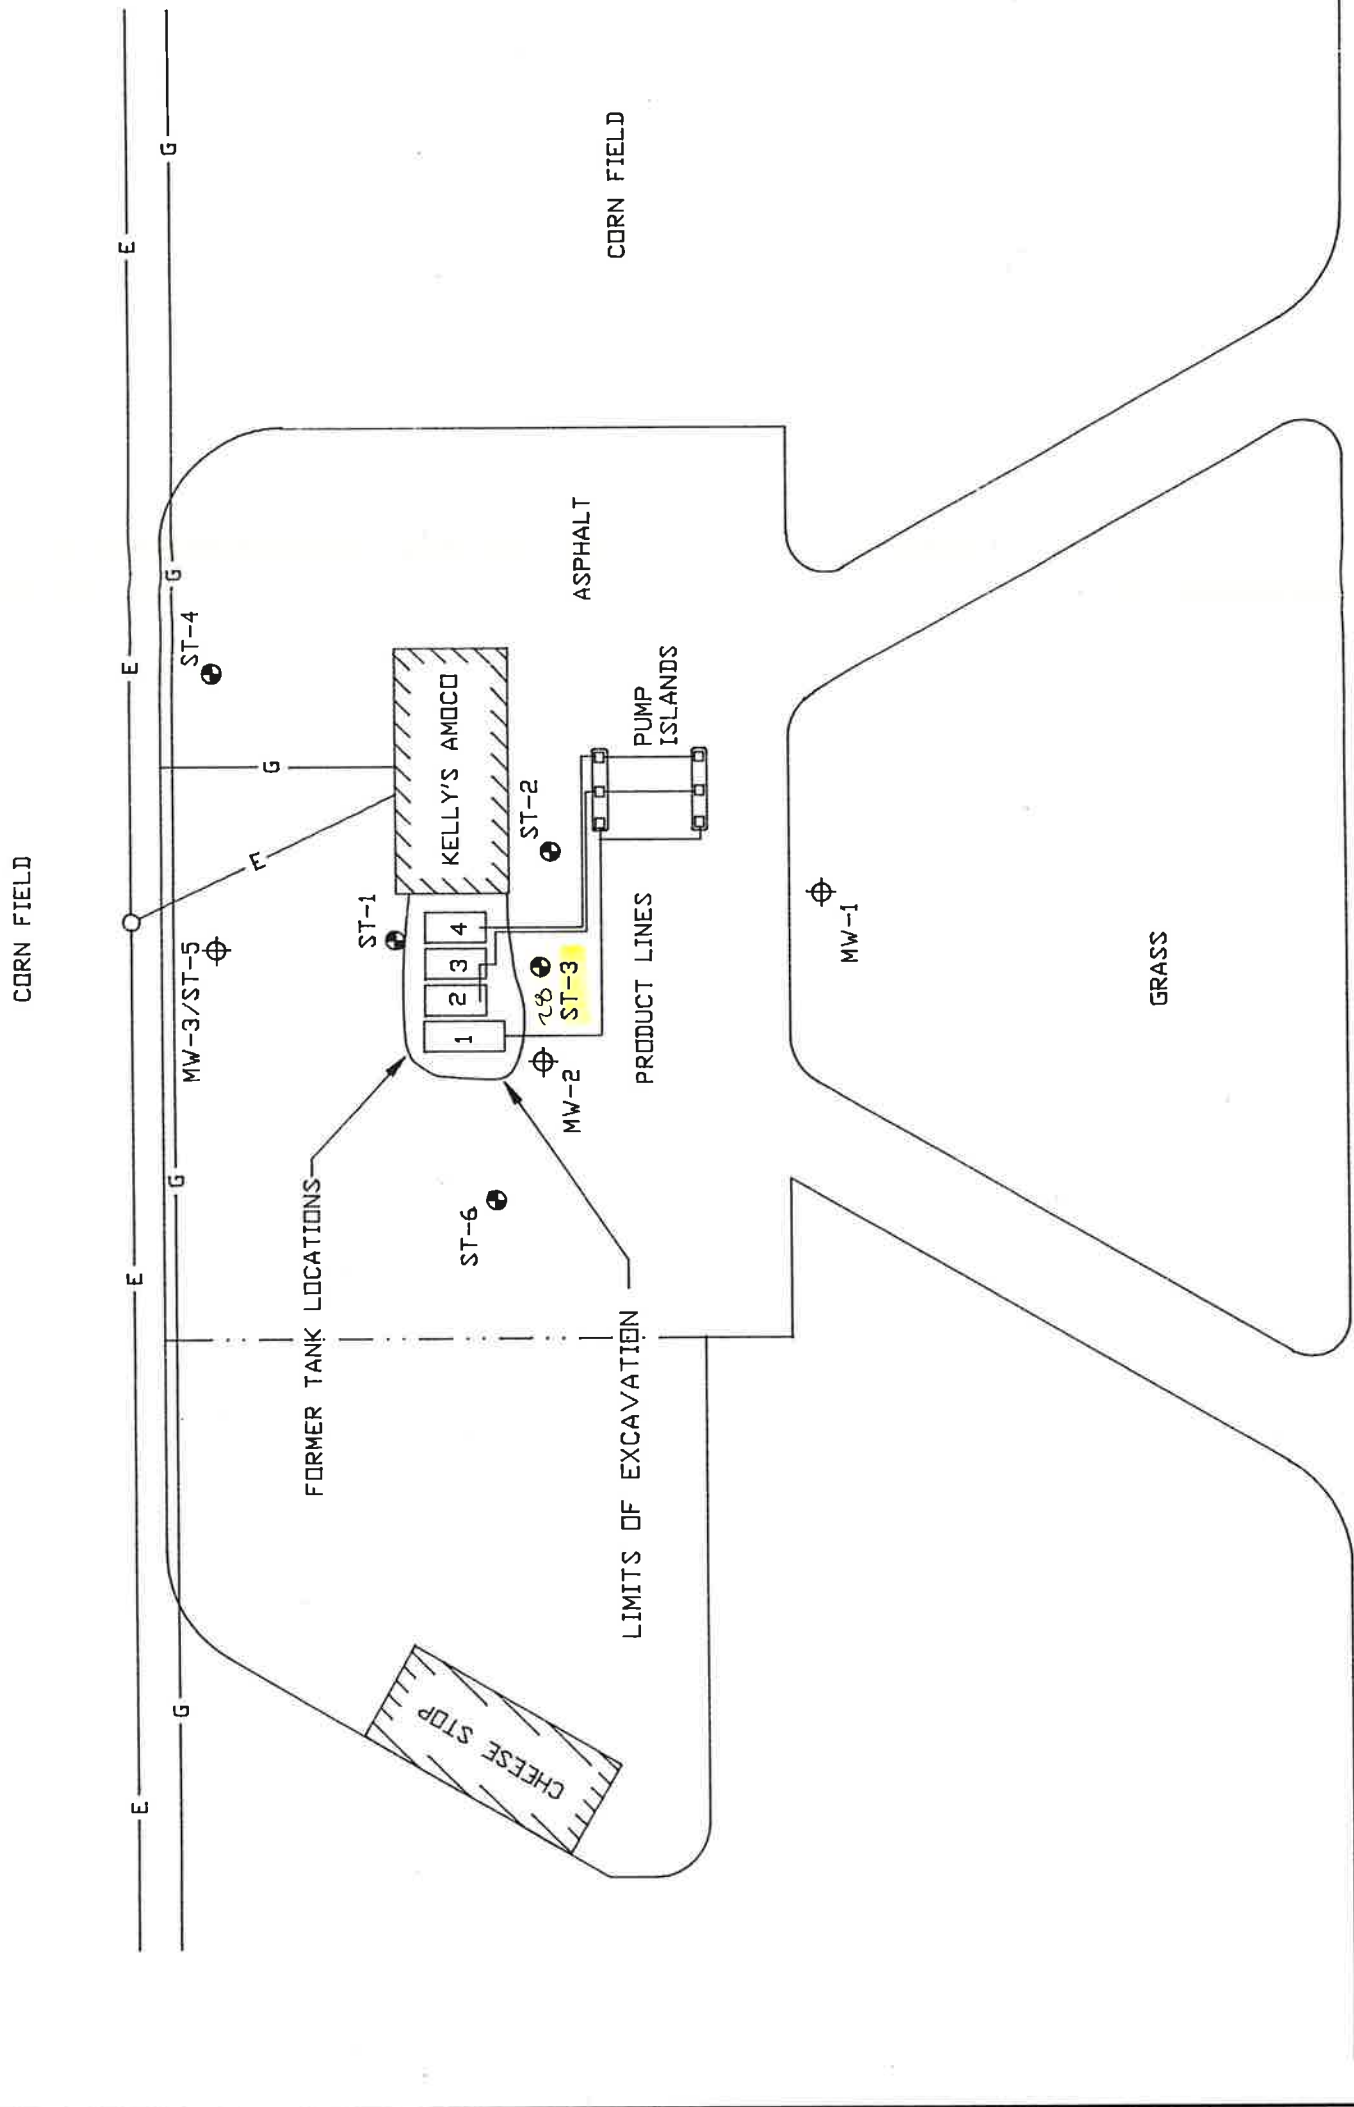 CORN FIELD
E
E
E
E
E
G
G
G
G
G
CORN FIELD
MW-3/ST-5
ST-4
ST-1
KELLY'S AMOCO
1
2
3
4
ST-2
28
ST-3
MW-2
ST-6
ASPHALT
PUMP
ISLANDS
PRODUCT LINES
FORMER TANK LOCATIONS
LIMITS OF EXCAVATION
CHEESE STOP
MW-1
GRASS